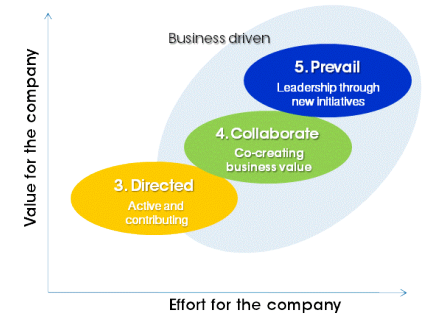 Business driven
5. Prevail
Leadership through
new initiatives
4. Collaborate
Co-creating
business value
3. Directed
Active and
contributing
Value for the company
Effort for the company